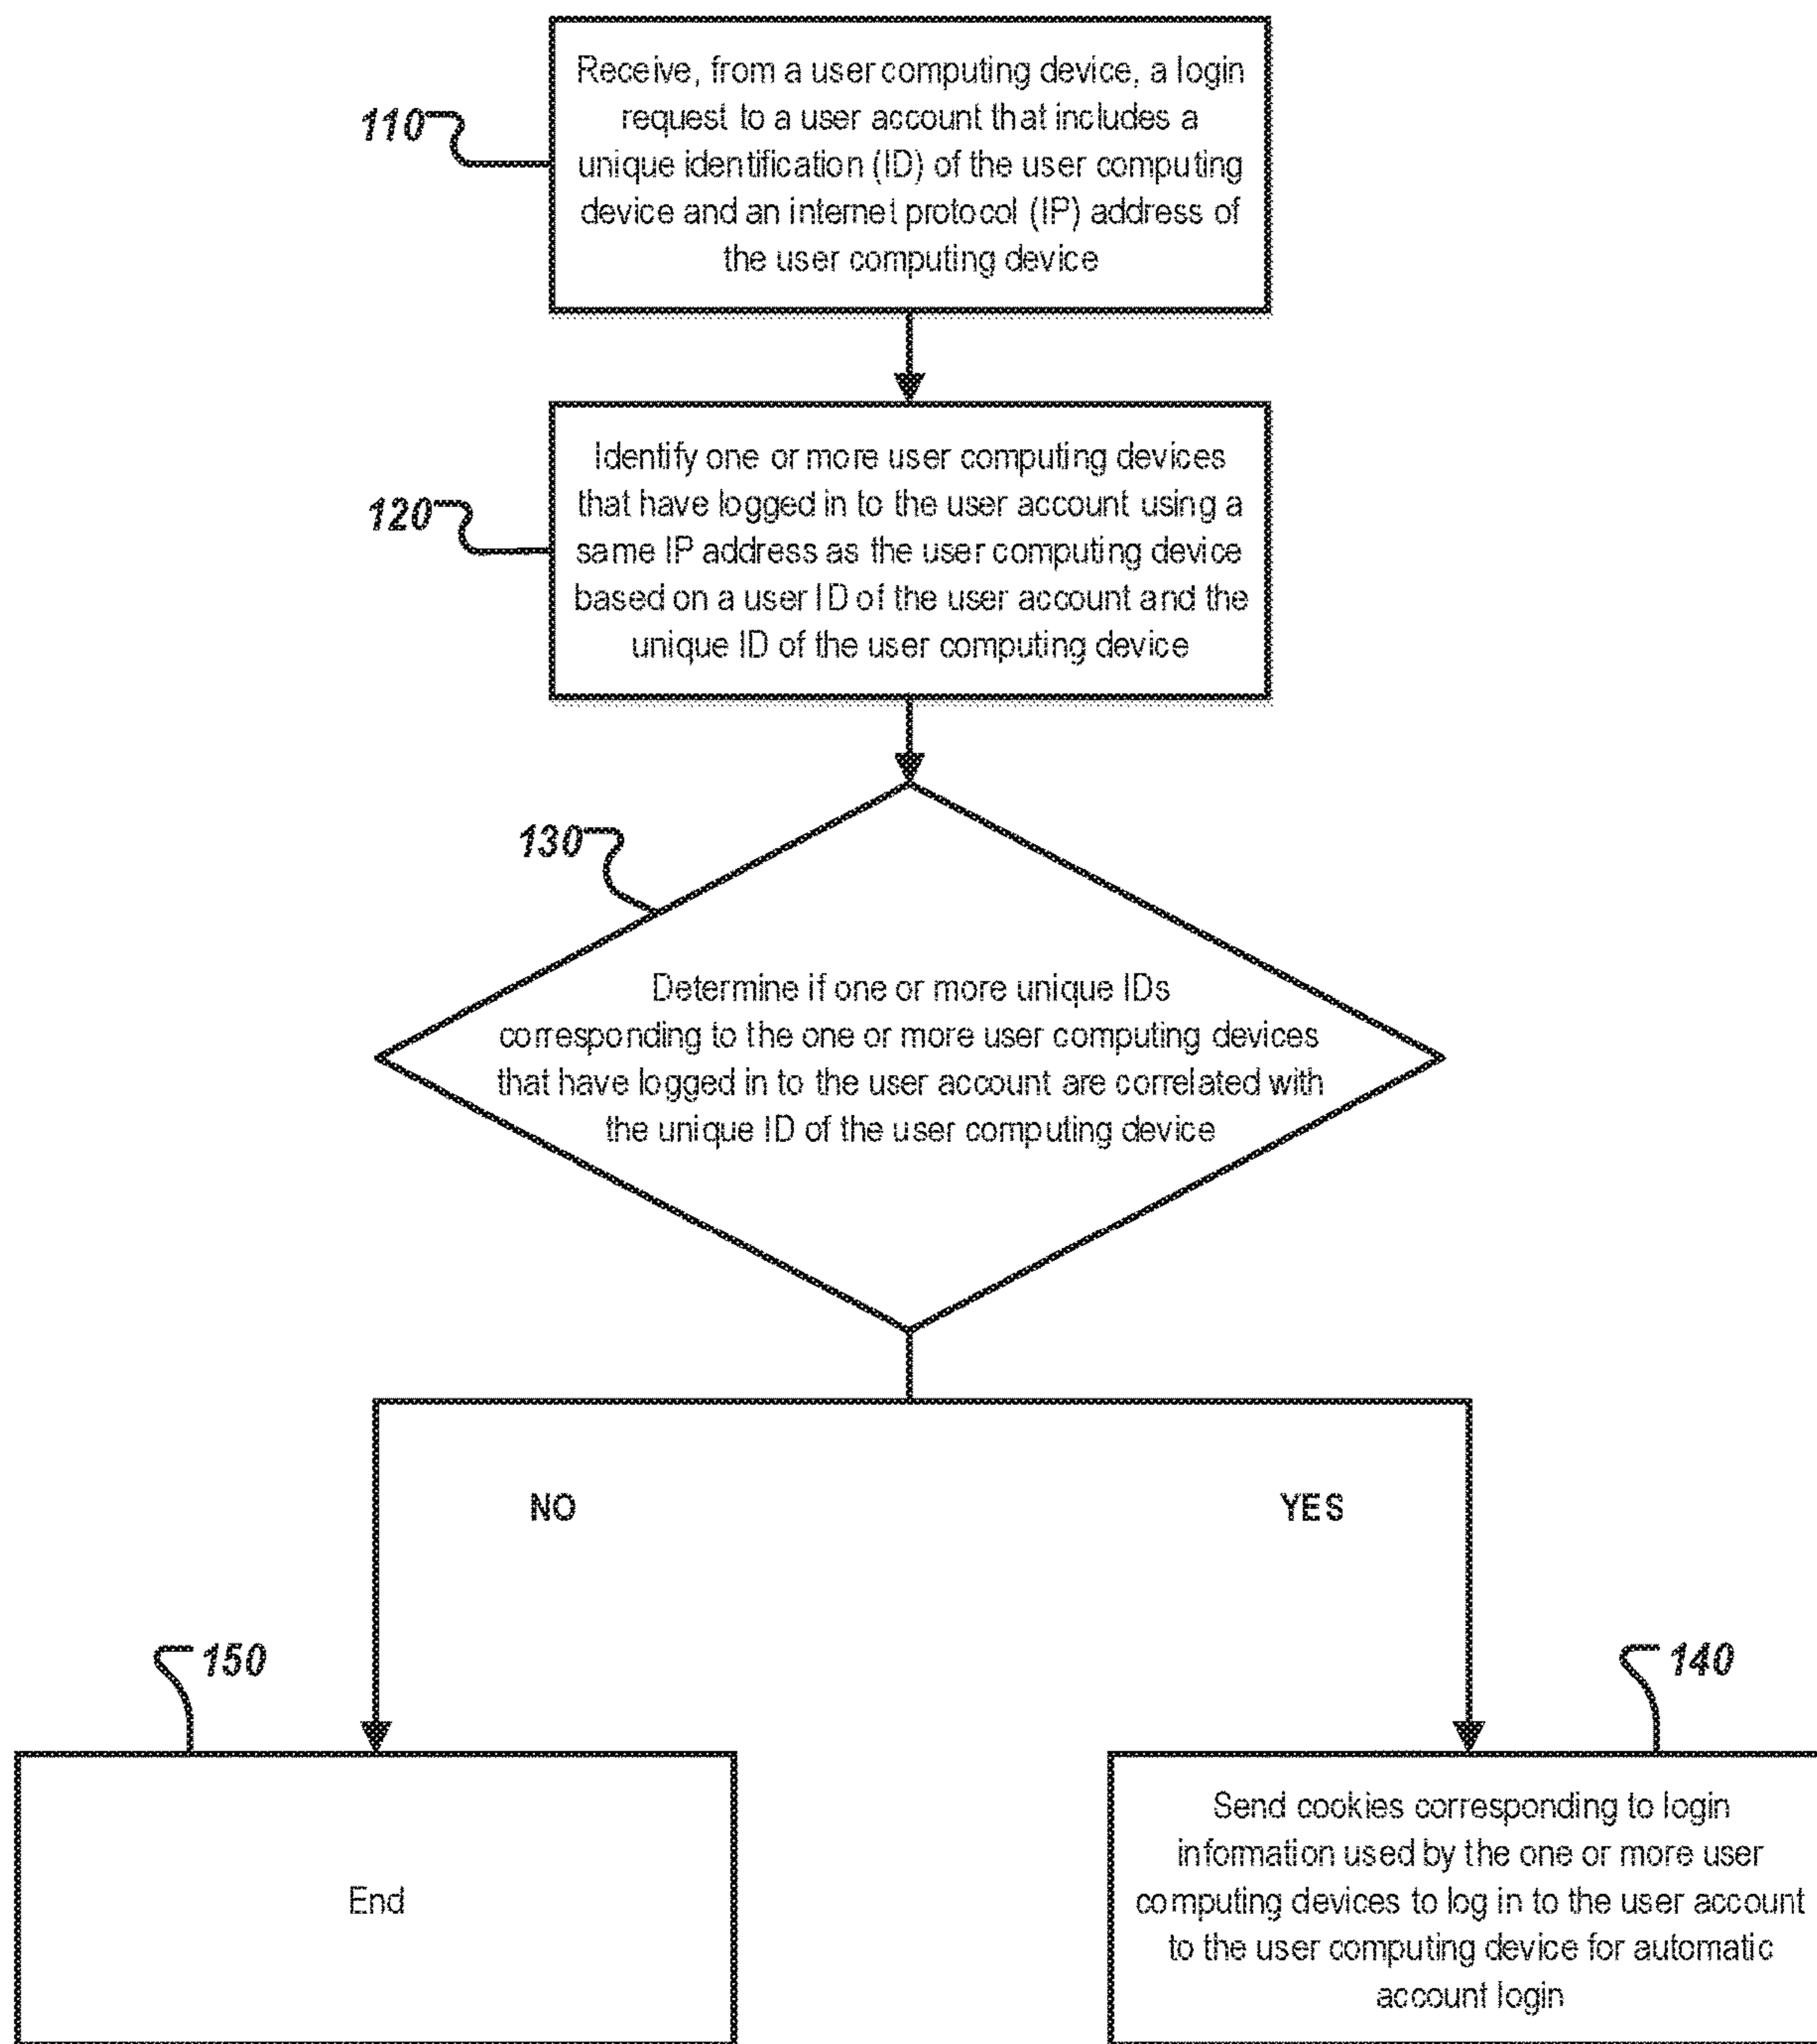 110
Receive, from a user computing device, a login
request to a user account that includes a
unique identification (ID) of the user computing
device and an internet protocol (IP) address of
the user computing device
120
Identify one or more user computing devices
that have logged in to the user account using a
same IP address as the user computing device
based on a user ID of the user account and the
unique ID of the user computing device
130
Determine if one or more unique IDs
corresponding to the one or more user computing devices
that have logged in to the user account are correlated with
the unique ID of the user computing device
NO
YES
150
140
End
Send cookies corresponding to login
information used by the one or more user
computing devices to log in to the user account
to the user computing device for automatic
account login